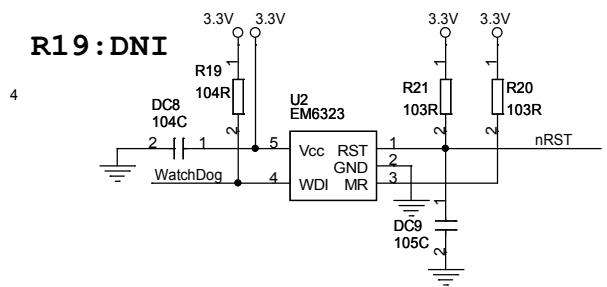 3.3V 3.3V 3.3V 3.3V
R19:DNI
4
1 1 1
R19
104R
R21
103R
R20
103R
DC8
104C
U2
EM6323
2 2 2
2 1 5 Vcc RST 1 nRST
GND 2
WatchDog 4 WDI MR 3
1
DC9
105C
2